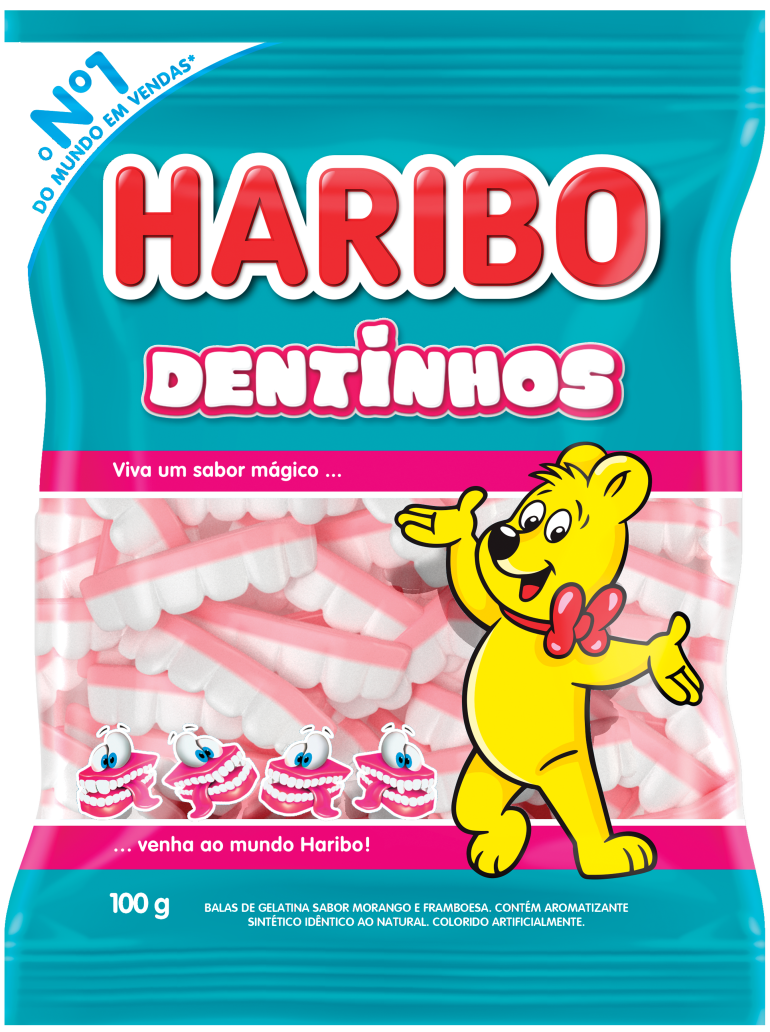 O Nº1
DO MUNDO EM VENDAS*
HARIBO
DENTINHOS
Viva um sabor mágico ...
... venha ao mundo Haribo!
100 g
BALAS DE GELATINA SABOR MORANGO E FRAMBOESA. CONTÉM AROMATIZANTE
SINTÉTICO IDÊNTICO AO NATURAL. COLORIDO ARTIFICIALMENTE.